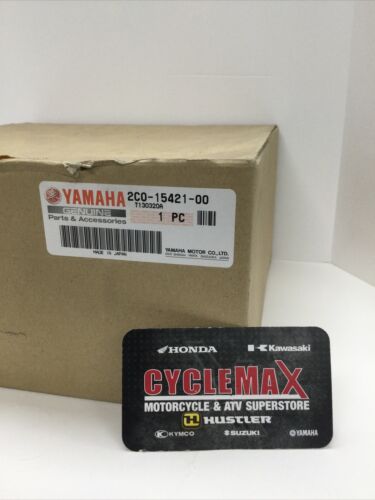 YAMAHA 2C0-15421-00
GENUINE T130320A
Parts & Accessories 1 PC
MADE IN JAPAN YAMAHA MOTOR CO.,LTD.
HONDA Kawasaki
CYCLEMAX
MOTORCYCLE & ATV SUPERSTORE
H HUSTLER
KYMCO SUZUKI YAMAHA